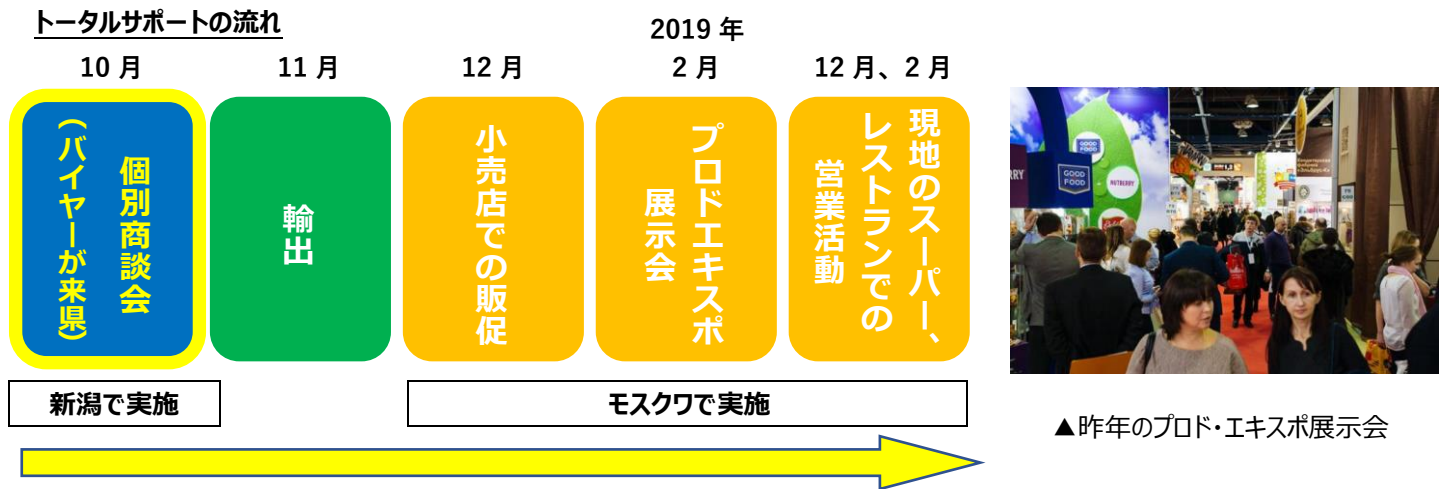 トータルサポートの流れ
2019 年
10 月
11 月
12 月
2 月
12 月、2 月
個別商談会
（バイヤーが来県）
輸出
小売店での販促
プロドエキスポ
展示会
現地のスーパー、
レストランでの
営業活動
新潟で実施
モスクワで実施
GOOD
FOOD
GOOD
FOOD
NUTBERRY
▲昨年のプロド・エキスポ展示会